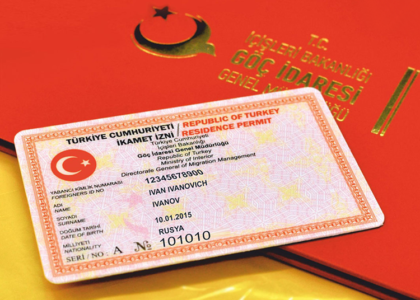 T.C.
İÇİŞLERİ BAKANLIĞI
GÖÇ İDARESİ
GENEL
TÜRKİYE CUMHURİYETİ / REPUBLIC OF TURKEY
İKAMET İZNİ / RESIDENCE PERMIT
Türkiye Cumhuriyeti
İçişleri Bakanlığı
Göç İdaresi Genel Müdürlüğü
Republic of Turkey
Ministry of Interior
Directorate General of Migration Management
YABANCI KİMLİK NUMARASI
FOREIGNERS ID NO
12345678900
ADI
NAME
IVAN IVANOVICH
SOYADI
SURNAME
IVANOV
DOĞUM TARİHİ
DATE OF BIRTH
10.01.2015
MİLLİYETİ
NATIONALITY
RUSYA
SERİ / NO : A № 101010